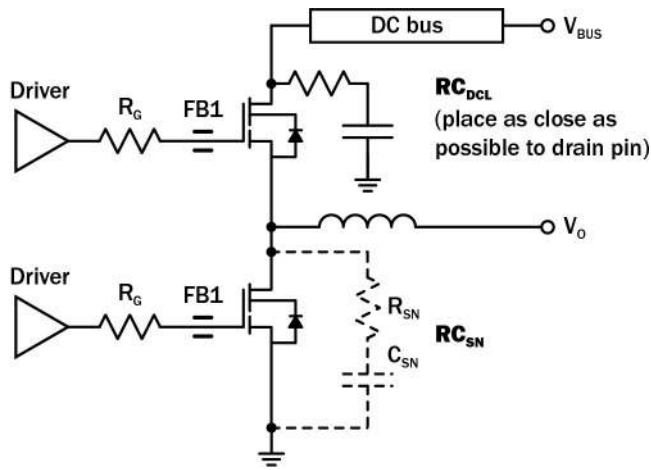 DC bus
V_BUS
Driver
R_G
FB1
RC_DCL
(place as close as
possible to drain pin)
V_O
Driver
R_G
FB1
R_SN
RC_SN
C_SN